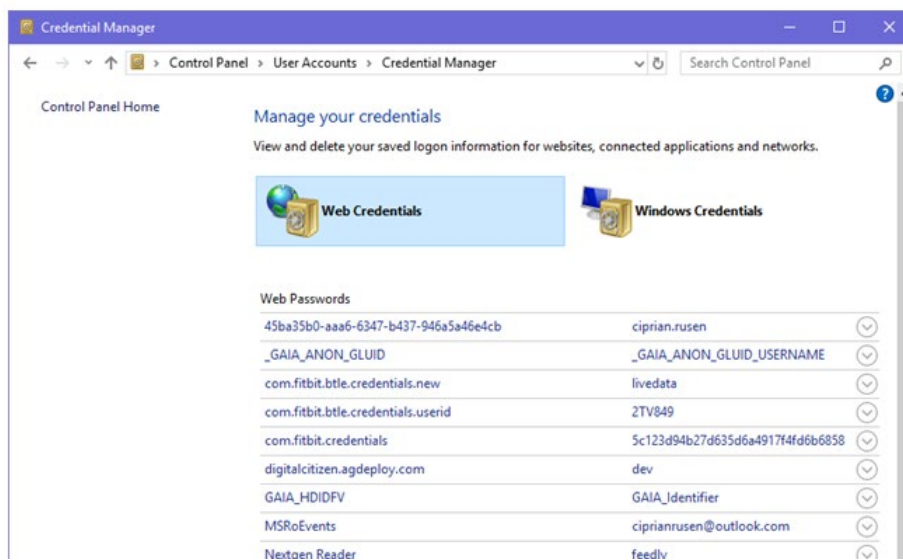 Credential Manager
Control Panel > User Accounts > Credential Manager
Search Control Panel
Control Panel Home
Manage your credentials
View and delete your saved logon information for websites, connected applications and networks.
Web Credentials
Windows Credentials
Web Passwords
45ba35b0-aaa6-6347-b437-946a5a46e4cb ciprian.rusen
_GAIA_ANON_GLUID _GAIA_ANON_GLUID_USERNAME
com.fitbit.btle.credentials.new livedata
com.fitbit.btle.credentials.userid 2TV849
com.fitbit.credentials 5c123d94b27d635d6a4917f4fd6b6858
digitalcitizen.agdeploy.com dev
GAIA_HDIDFV GAIA_Identifier
MSRoEvents ciprianrusen@outlook.com
Nextgen Reader feedly